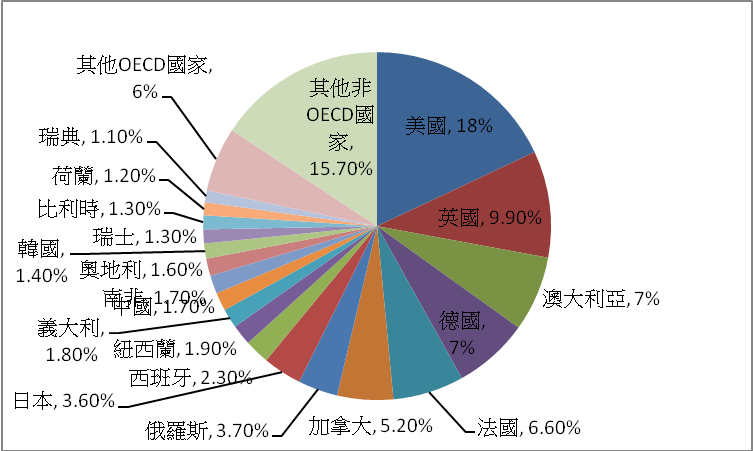 美國, 18%
英國, 9.90%
澳大利亞, 7%
德國,
7%
法國, 6.60%
加拿大, 5.20%
俄羅斯, 3.70%
日本, 3.60%
西班牙, 2.30%
紐西蘭, 1.90%
義大利,
1.80%
中國, 1.70%
南非, 1.70%
奧地利, 1.60%
韓國,
1.40%
瑞士, 1.30%
比利時, 1.30%
荷蘭, 1.20%
瑞典, 1.10%
其他OECD國家,
6%
其他非
OECD國
家,
15.70%